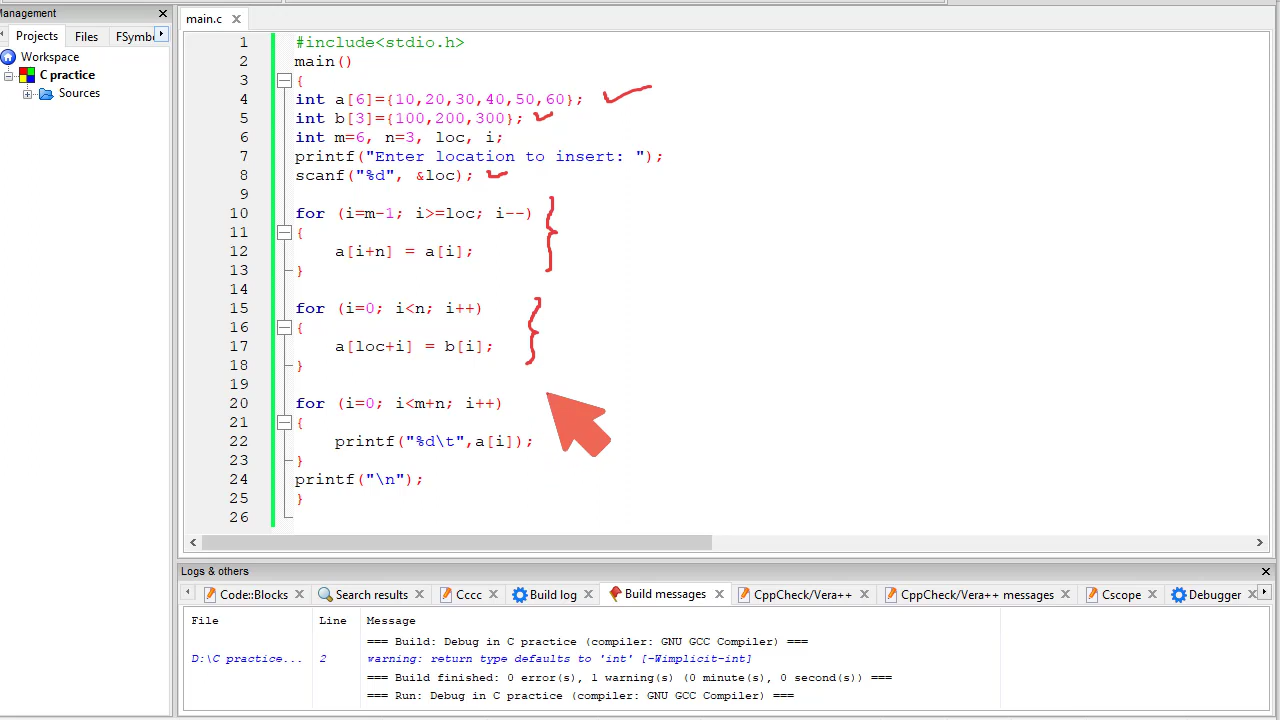 Management
Projects Files FSymbo
Workspace
C practice
Sources
main.c
1 #include<stdio.h>
2 main()
3 {
4 int a[6]={10,20,30,40,50,60};
5 int b[3]={100,200,300};
6 int m=6, n=3, loc, i;
7 printf("Enter location to insert: ");
8 scanf("%d", &loc);
9
10 for (i=m-1; i>=loc; i--)
11 {
12 a[i+n] = a[i];
13 }
14
15 for (i=0; i<n; i++)
16 {
17 a[loc+i] = b[i];
18 }
19
20 for (i=0; i<m+n; i++)
21 {
22 printf("%d\t",a[i]);
23 }
24 printf("\n");
25 }
26
Logs & others
Code::Blocks Search results Cccc Build log Build messages CppCheck/Vera++ CppCheck/Vera++ messages Cscope Debugger
File Line Message
=== Build: Debug in C practice (compiler: GNU GCC Compiler) ===
D:\C practice... 2 warning: return type defaults to 'int' [-Wimplicit-int]
=== Build finished: 0 error(s), 1 warning(s) (0 minute(s), 0 second(s)) ===
=== Run: Debug in C practice (compiler: GNU GCC Compiler) ===